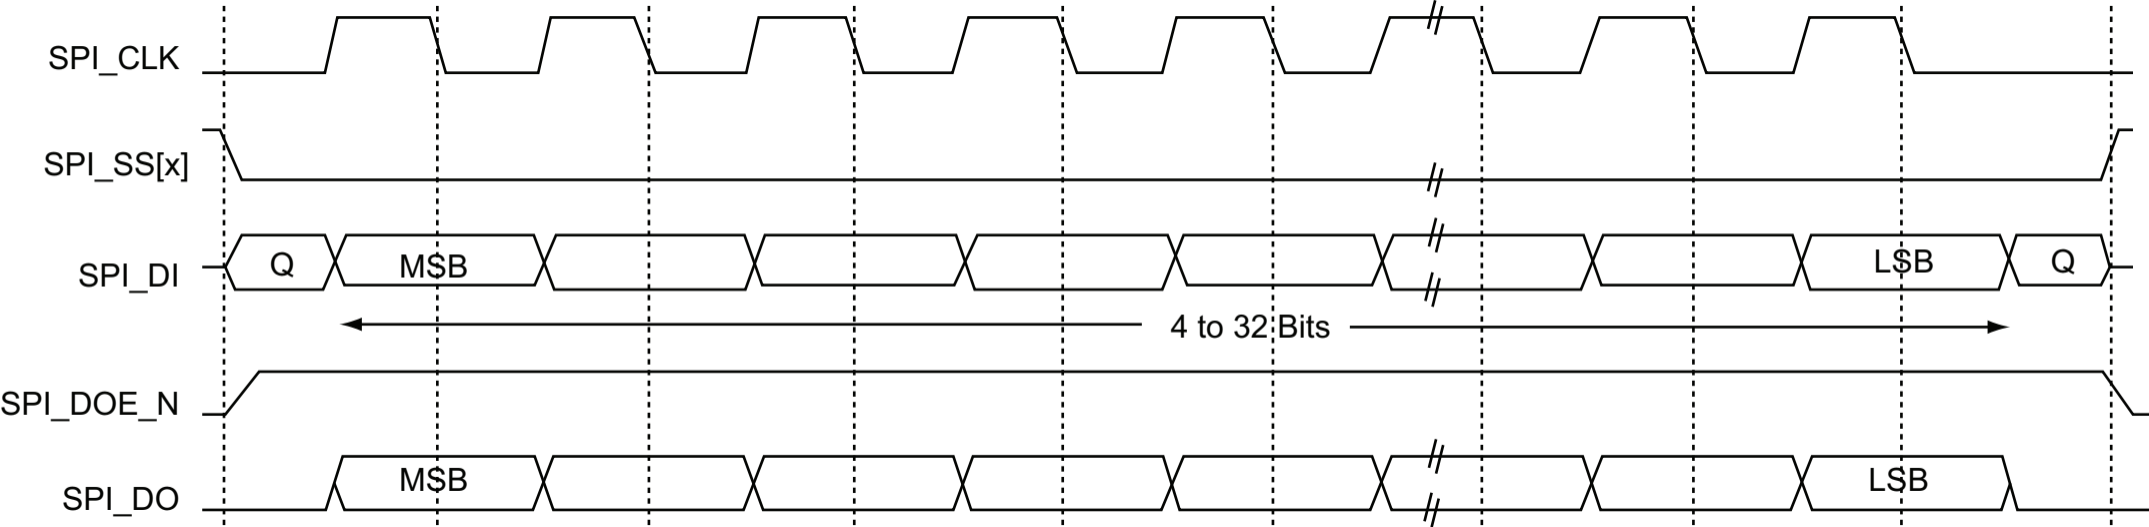 SPI_CLK
SPI_SS[x]
SPI_DI Q MSB LSB Q
4 to 32 Bits
SPI_DOE_N
SPI_DO MSB LSB